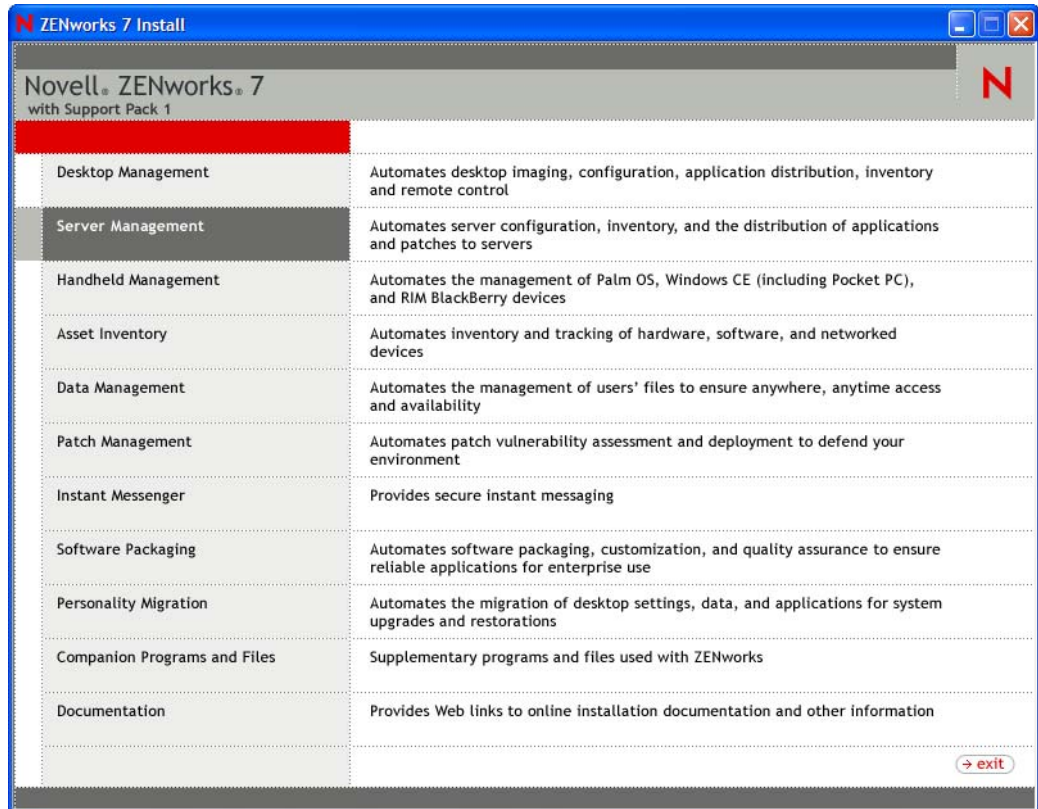 N ZENworks 7 Install
Novell® ZENworks® 7
with Support Pack 1
N
Desktop Management
Automates desktop imaging, configuration, application distribution, inventory
and remote control
Server Management
Automates server configuration, inventory, and the distribution of applications
and patches to servers
Handheld Management
Automates the management of Palm OS, Windows CE (including Pocket PC),
and RIM BlackBerry devices
Asset Inventory
Automates inventory and tracking of hardware, software, and networked
devices
Data Management
Automates the management of users’ files to ensure anywhere, anytime access
and availability
Patch Management
Automates patch vulnerability assessment and deployment to defend your
environment
Instant Messenger
Provides secure instant messaging
Software Packaging
Automates software packaging, customization, and quality assurance to ensure
reliable applications for enterprise use
Personality Migration
Automates the migration of desktop settings, data, and applications for system
upgrades and restorations
Companion Programs and Files
Supplementary programs and files used with ZENworks
Documentation
Provides Web links to online installation documentation and other information
→ exit